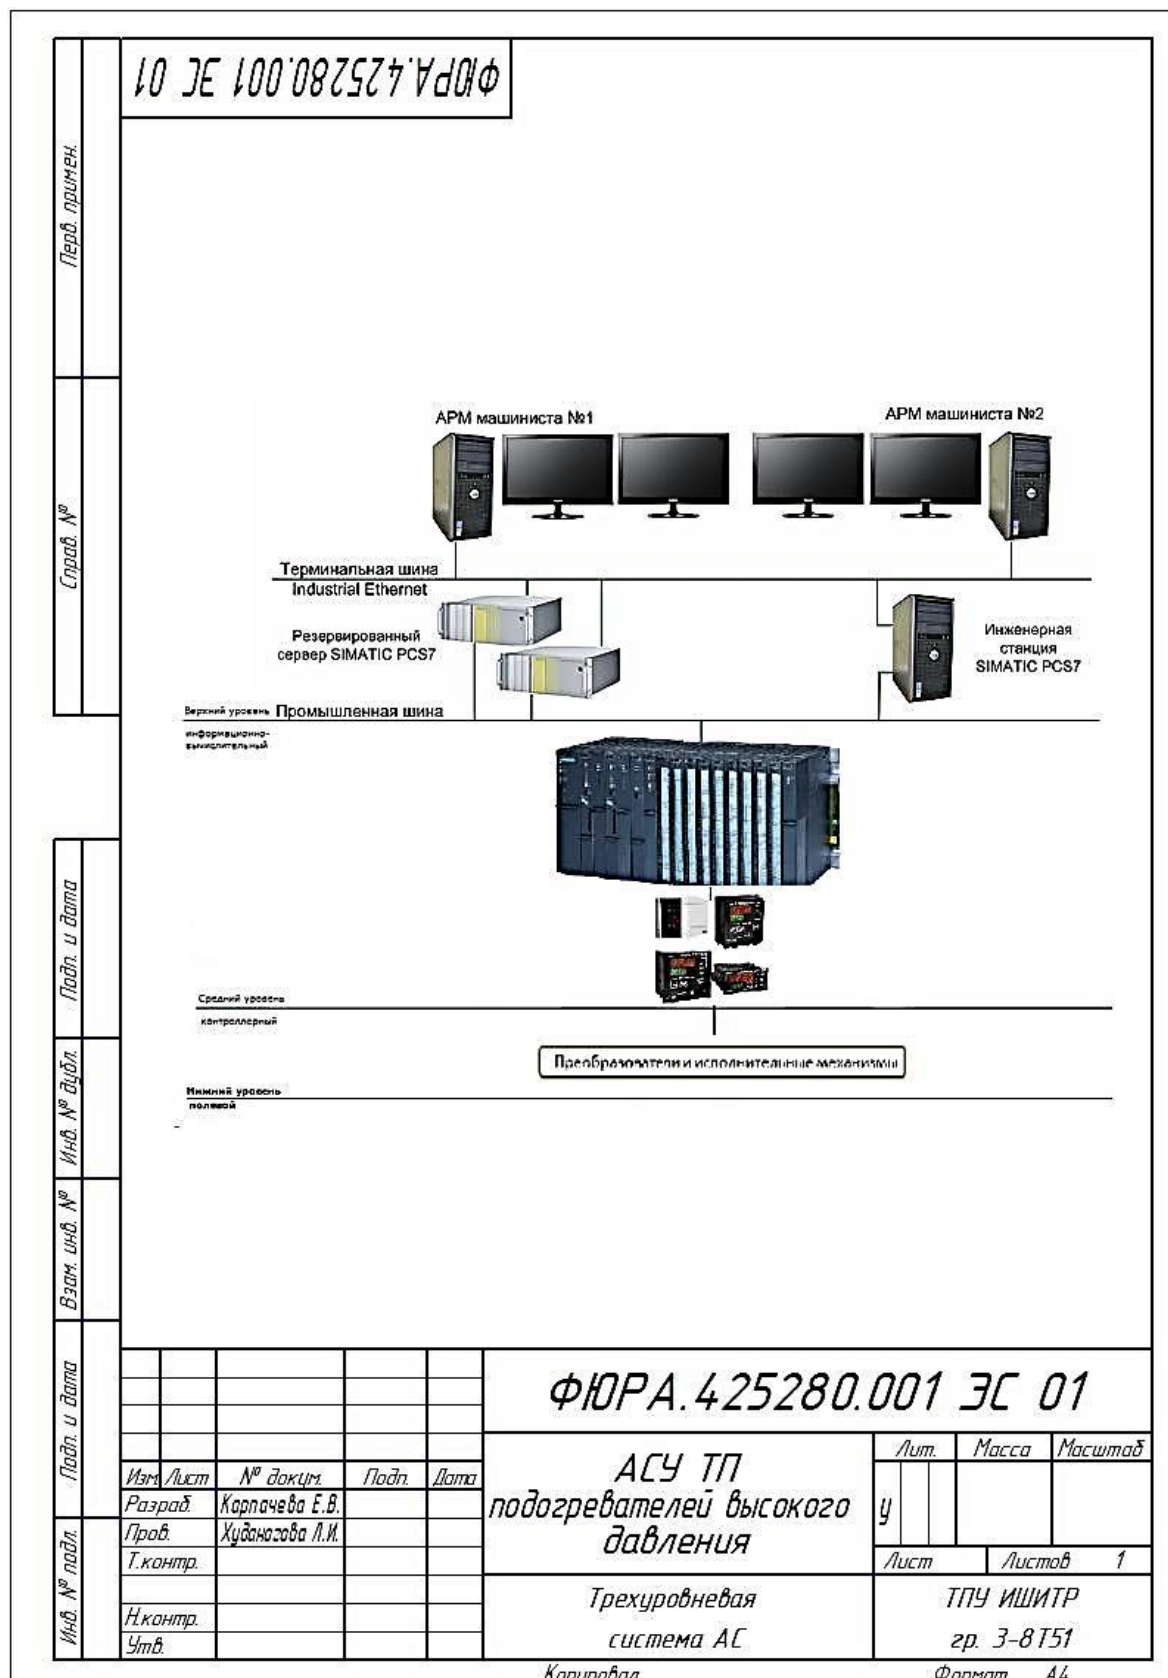 ФЮРА.425280.001 ЭС 01
Перв. примен.
Справ. №
Подп. и дата
Инв. № дубл.
Взам. инв. №
Подп. и дата
Инв. № подл.
АРМ машиниста №1
АРМ машиниста №2
Терминальная шина
Industrial Ethernet
Резервированный
сервер SIMATIC PCS7
Инженерная
станция
SIMATIC PCS7
Верхний уровень
Промышленная шина
информационно-
вычислительный
Средний уровень
контроллерный
Преобразователи и исполнительные механизмы
Нижний уровень
полевой
ФЮРА.425280.001 ЭС 01
Изм. Лист № докум. Подп. Дата
Разраб. Карпачева Е.В.
Пров. Худоногова Л.И.
Т.контр.
Н.контр.
Утв.
АСУ ТП
подогревателей высокого
давления
Лит. Масса Масштаб
у
Лист Листов 1
Трехуровневая
система АС
ТПУ ИШИТР
гр. 3-8Т51
Копировал Формат А4